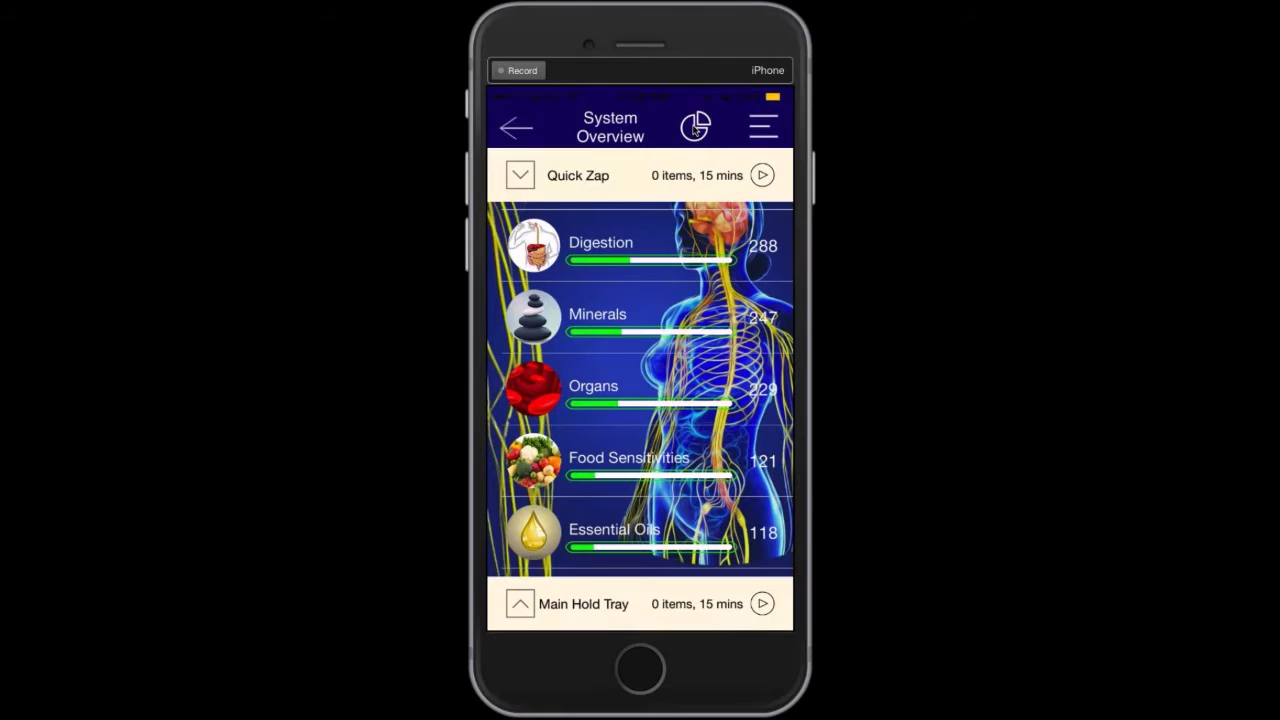 Record
iPhone
System
Overview
Quick Zap
0 items, 15 mins
Digestion
288
Minerals
247
Organs
229
Food Sensitivities
121
Essential Oils
118
Main Hold Tray
0 items, 15 mins